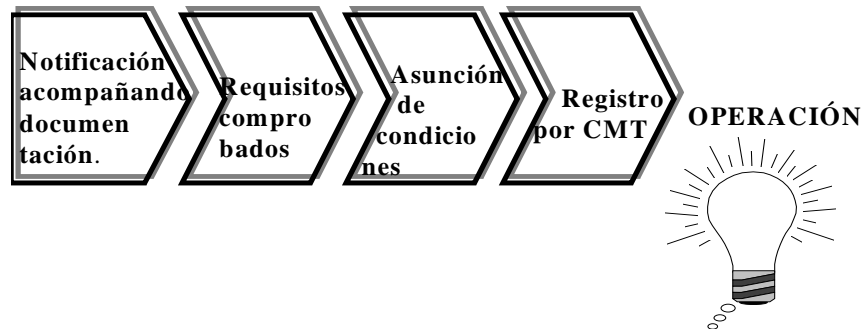 Notificación
acompañando
documen
tación.
Requisitos
compro
bados
Asunción
de
condicio
nes
Registro
por CMT
OPERACIÓN